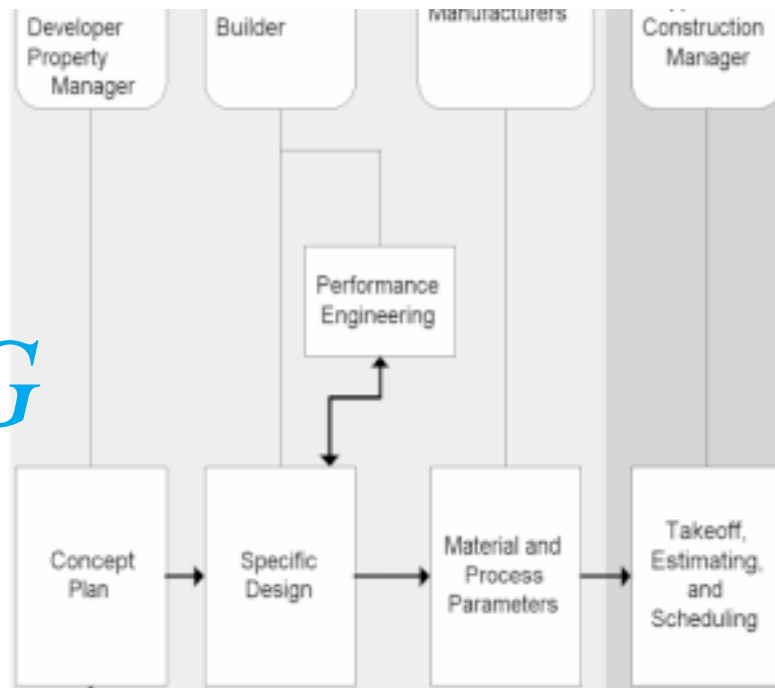 Developer
Property
Manager
Builder
Manufacturers
Construction
Manager
Performance
Engineering
G
Concept
Plan
Specific
Design
Material and
Process
Parameters
Takeoff,
Estimating,
and
Scheduling